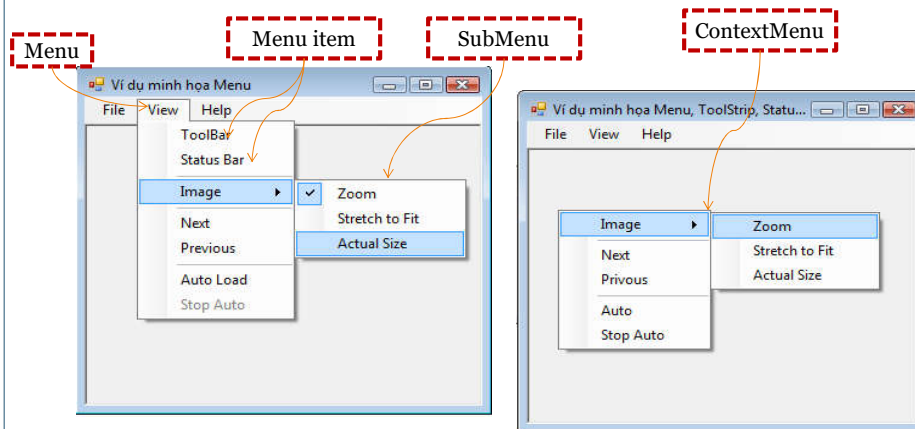 Menu
Menu item
SubMenu
ContextMenu
Ví dụ minh họa Menu
File View Help
ToolBar
Status Bar
Image
Next
Previous
Auto Load
Stop Auto
Zoom
Stretch to Fit
Actual Size
Ví dụ minh họa Menu, ToolStrip, Statu...
File View Help
Image
Next
Privous
Auto
Stop Auto
Zoom
Stretch to Fit
Actual Size